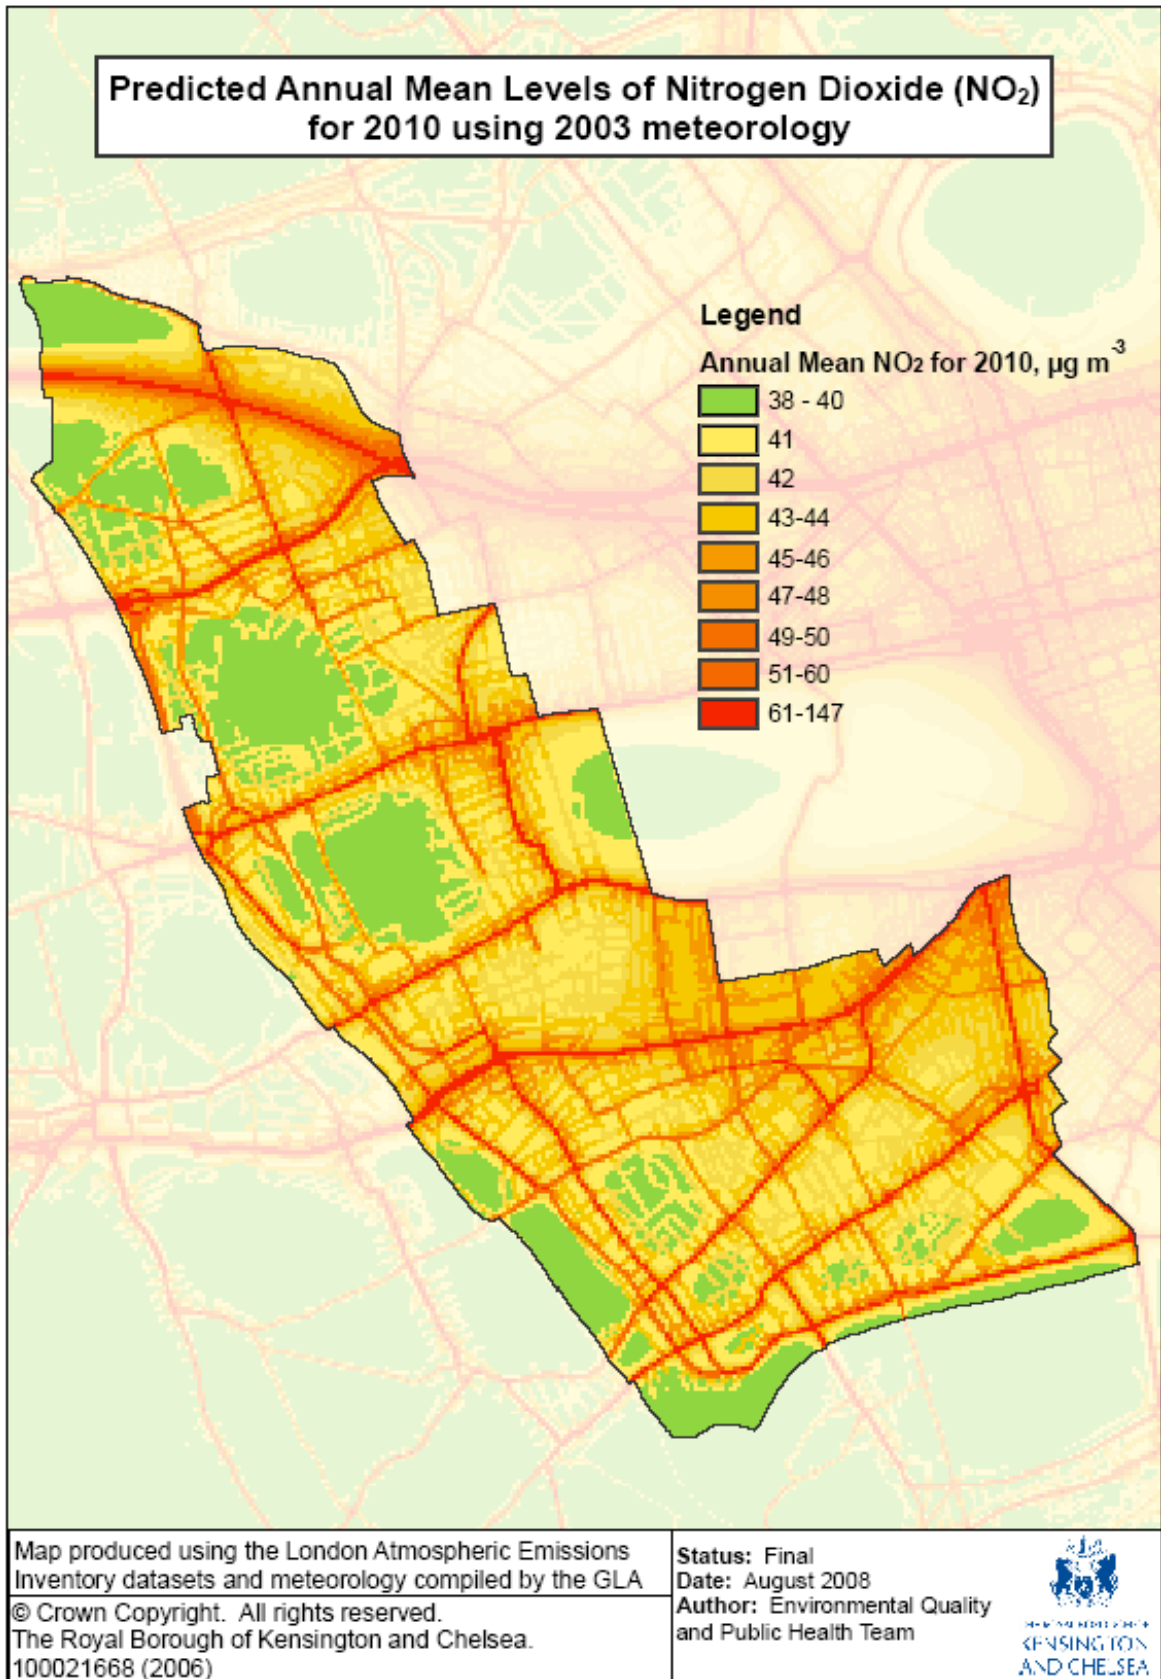 Predicted Annual Mean Levels of Nitrogen Dioxide (NO₂)
for 2010 using 2003 meteorology
Legend
Annual Mean NO₂ for 2010, µg m⁻³
38 - 40
41
42
43-44
45-46
47-48
49-50
51-60
61-147
Map produced using the London Atmospheric Emissions
Inventory datasets and meteorology compiled by the GLA
© Crown Copyright. All rights reserved.
The Royal Borough of Kensington and Chelsea.
100021668 (2006)
Status: Final
Date: August 2008
Author: Environmental Quality
and Public Health Team
THE ROYAL BOROUGH OF
KENSINGTON
AND CHELSEA